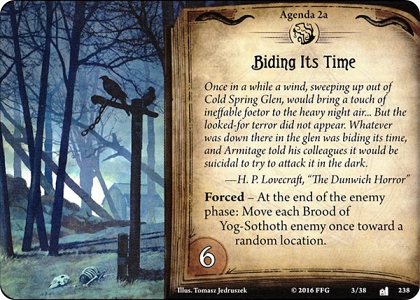 Agenda 2a
Biding Its Time
Once in a while a wind, sweeping up out of
Cold Spring Glen, would bring a touch of
ineffable foetor to the heavy night air... But the
looked-for terror did not appear. Whatever
was down there in the glen was biding its time,
and Armitage told his colleagues it would be
suicidal to try to attack it in the dark.
—H. P. Lovecraft, “The Dunwich Horror”
Forced – At the end of the enemy
phase: Move each Brood of
Yog-Sothoth enemy once toward a
random location.
6
Illus. Tomasz Jedruszek
© 2016 FFG
3/38
238